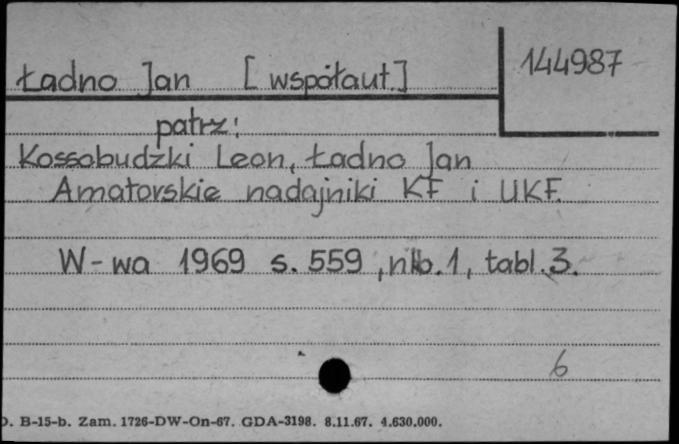 Ładno Jan [współaut.]
144987
patrz:
Kossobudzki Leon, Ładno Jan
Amatorskie nadajniki KF i UKF.
W-wa 1969 s. 559, nlb. 1, tabl. 3.
6
. B-15-b. Zam. 1726-DW-On-67. GDA-3198. 8.11.67. 4.630.000.